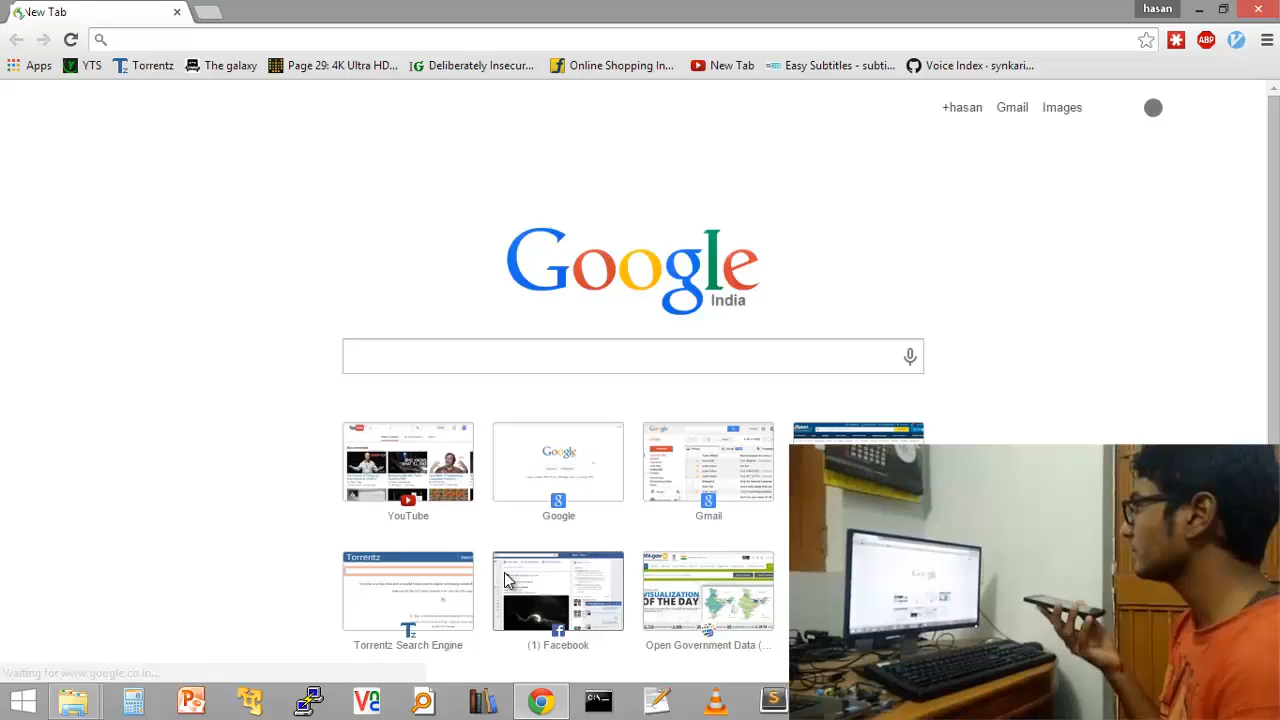 New Tab
hasan
Apps
YTS
Torrentz
The galaxy
Page 29: 4K Ultra HD...
Deliberately Insecur...
Online Shopping In...
New Tab
Easy Subtitles - subti...
Voice Index · synkari...
+hasan
Gmail
Images
Google
India
YouTube
Google
Gmail
Torrentz
VISUALIZATION
OF THE DAY
Torrentz Search Engine
(1) Facebook
Open Government Data (...
Waiting for www.google.co.in...